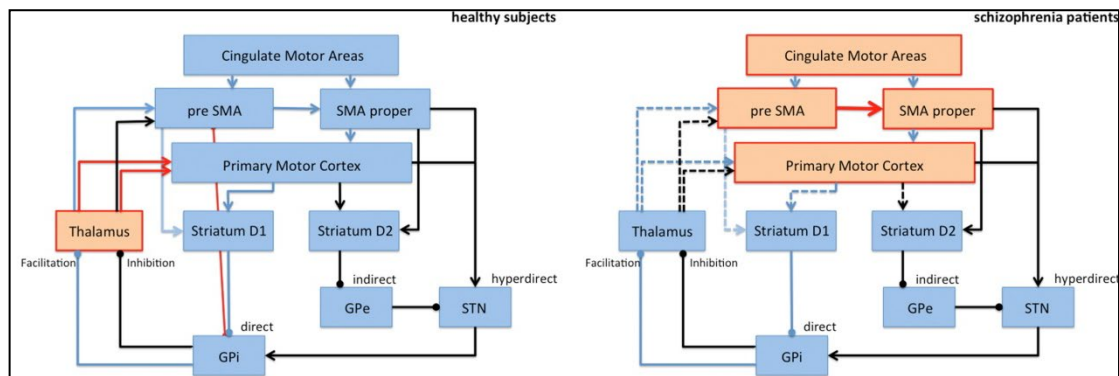 healthy subjects
Cingulate Motor Areas
pre SMA
SMA proper
Primary Motor Cortex
Thalamus
Striatum D1
Striatum D2
Facilitation
Inhibition
indirect
hyperdirect
GPe
STN
direct
GPi
schizophrenia patients
Cingulate Motor Areas
pre SMA
SMA proper
Primary Motor Cortex
Thalamus
Striatum D1
Striatum D2
Facilitation
Inhibition
indirect
hyperdirect
GPe
STN
direct
GPi